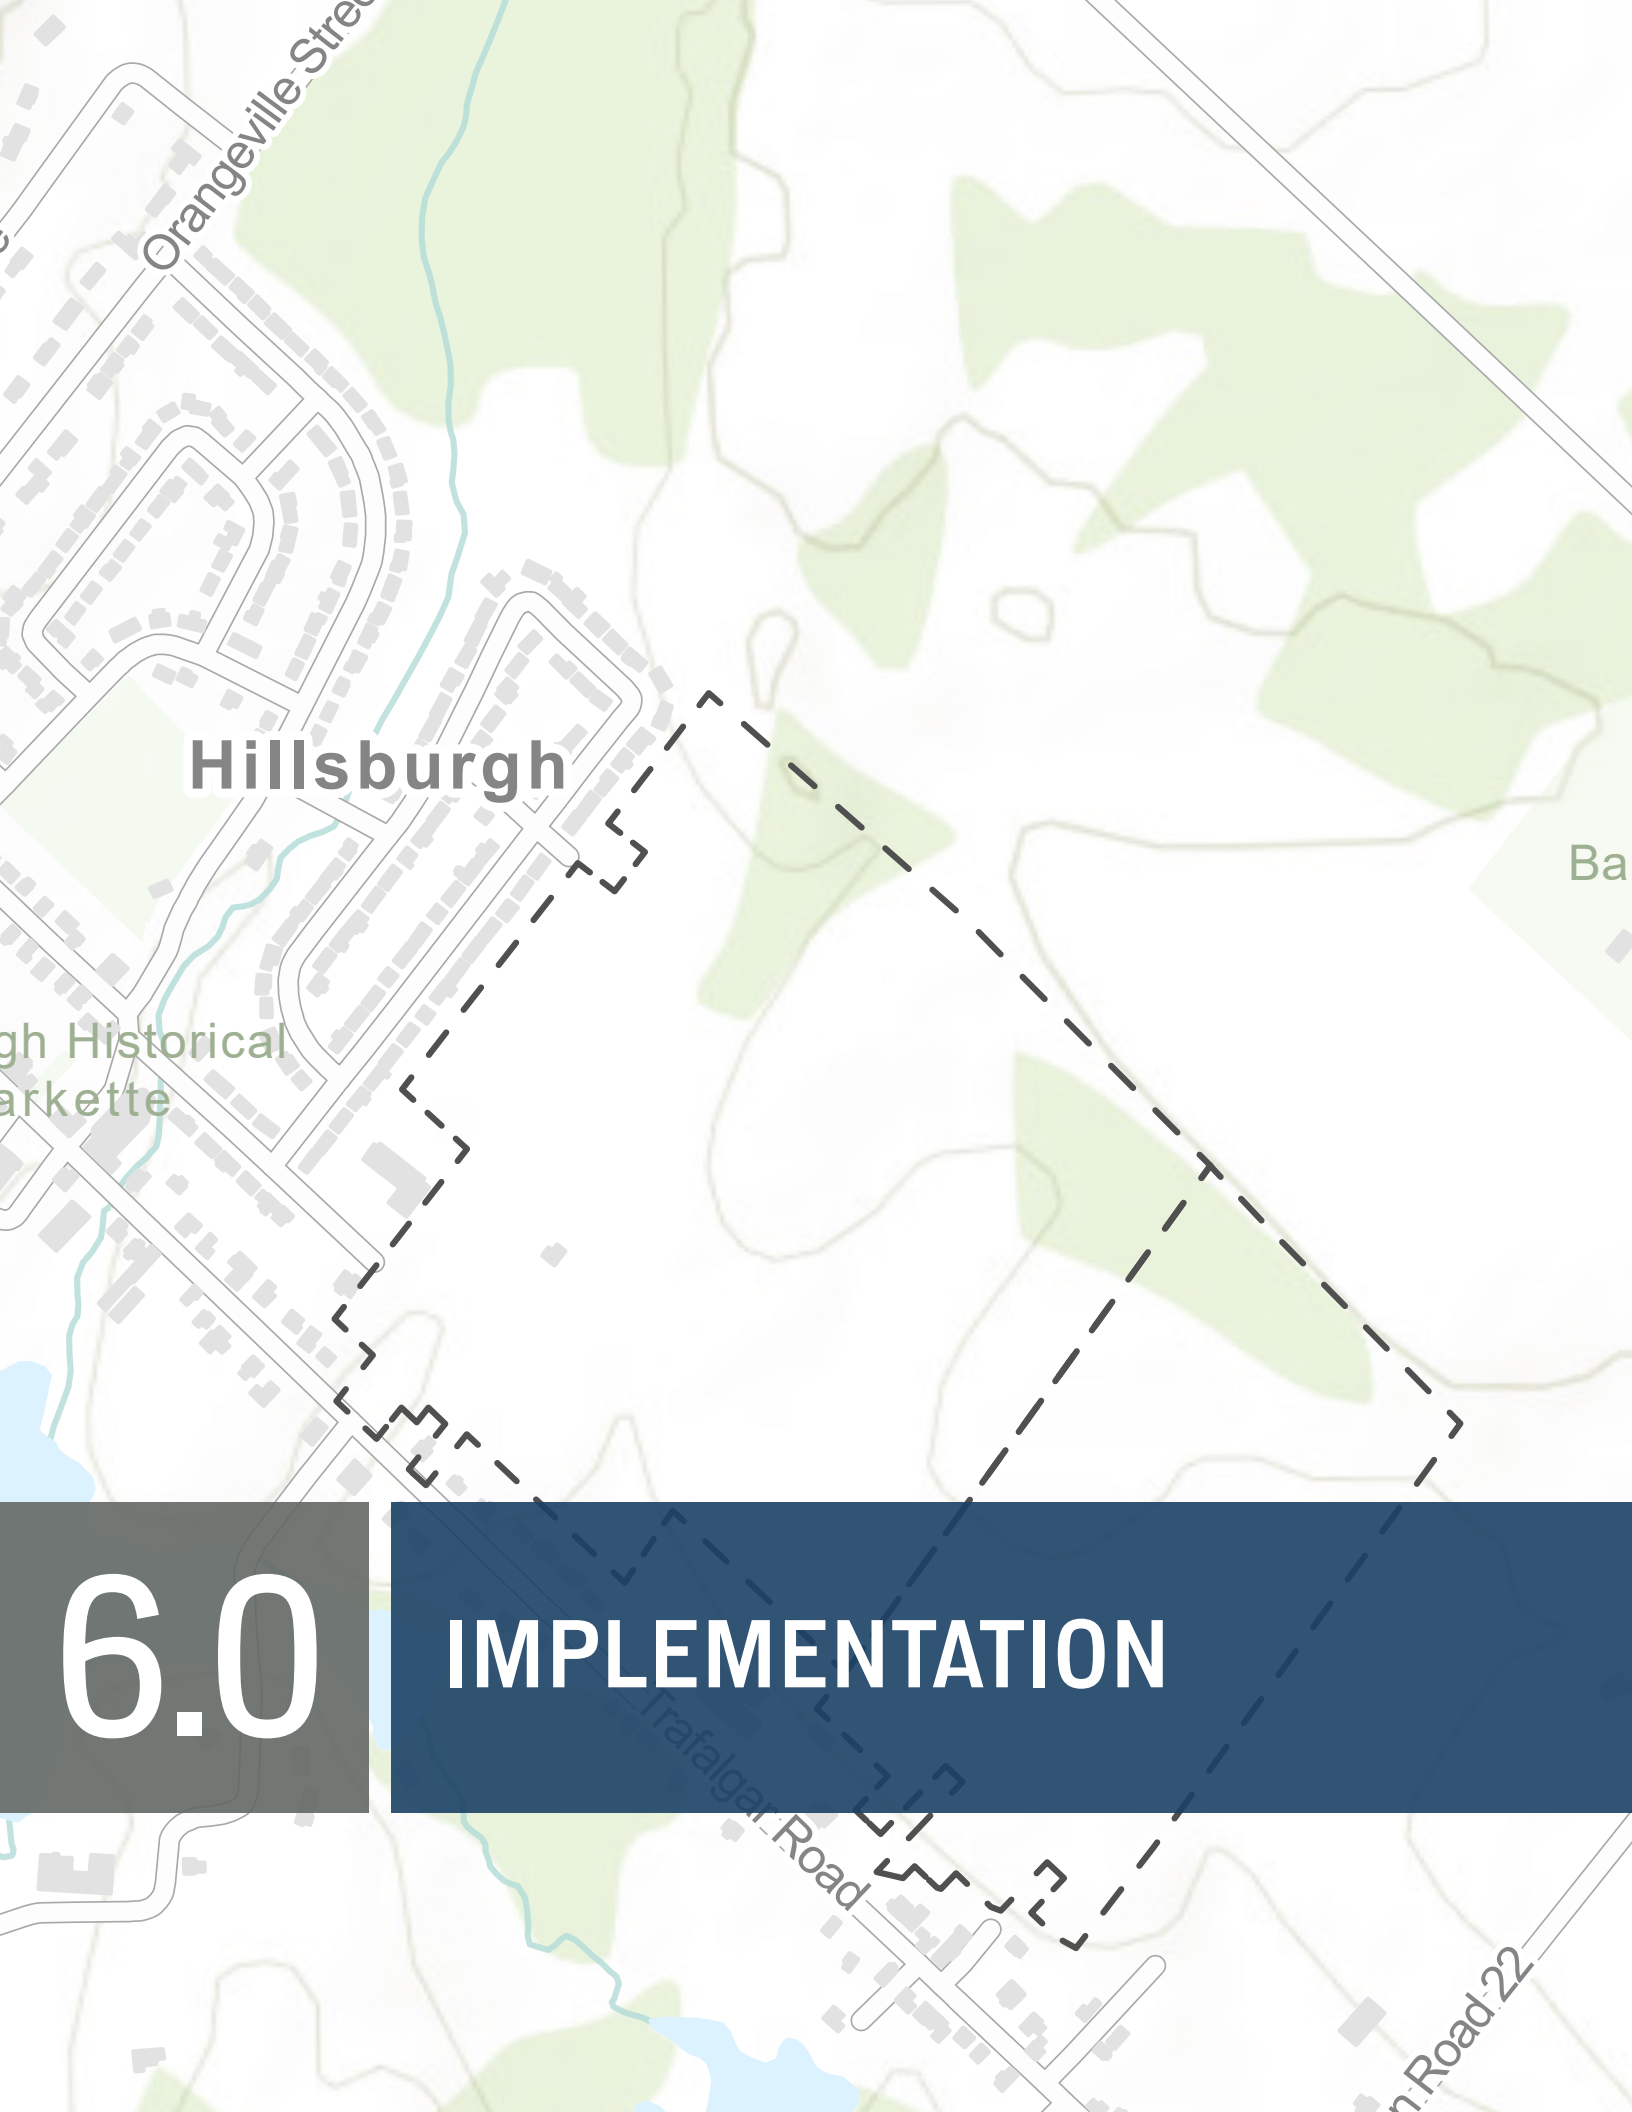 Orangeville Stree
Hillsburgh
Ba
gh Historical
arkette
6.0
IMPLEMENTATION
Trafalgar Road
n Road 22